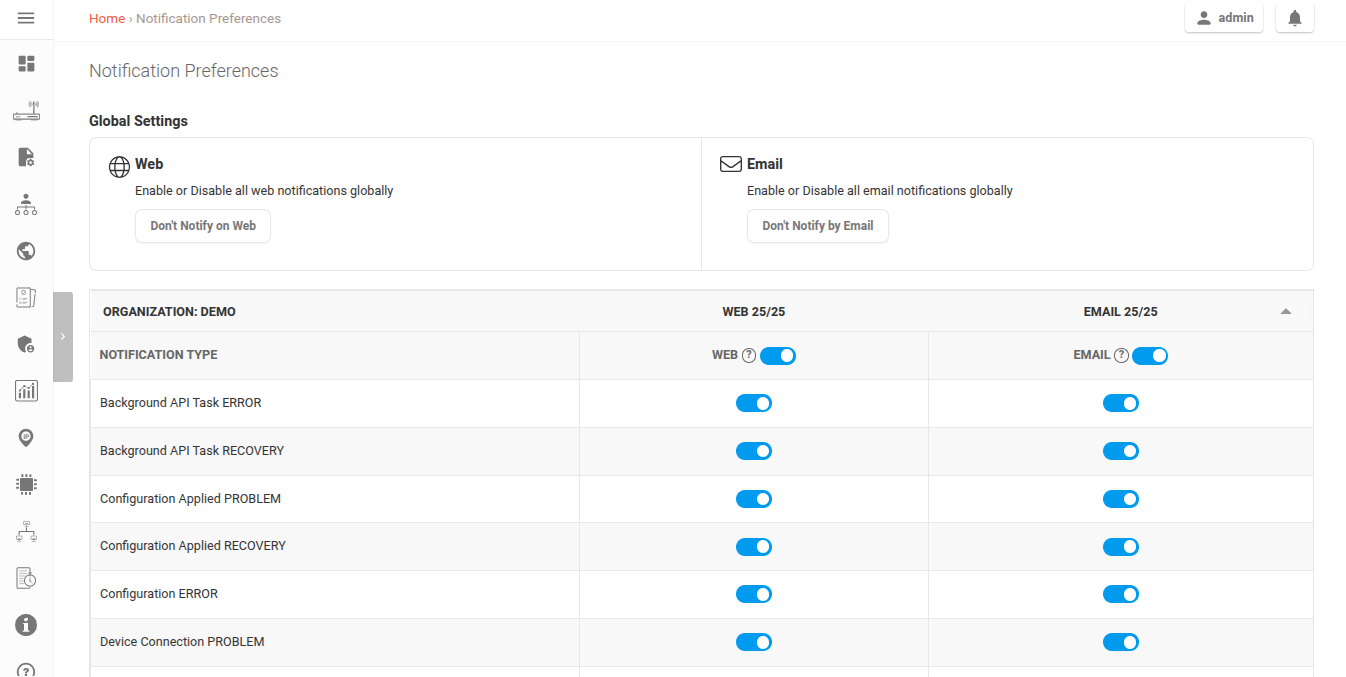 Home › Notification Preferences
admin
Notification Preferences
Global Settings
Web
Enable or Disable all web notifications globally
Don't Notify on Web
Email
Enable or Disable all email notifications globally
Don't Notify by Email
ORGANIZATION: DEMO WEB 25/25 EMAIL 25/25
NOTIFICATION TYPE WEB ? EMAIL ?
Background API Task ERROR
Background API Task RECOVERY
Configuration Applied PROBLEM
Configuration Applied RECOVERY
Configuration ERROR
Device Connection PROBLEM